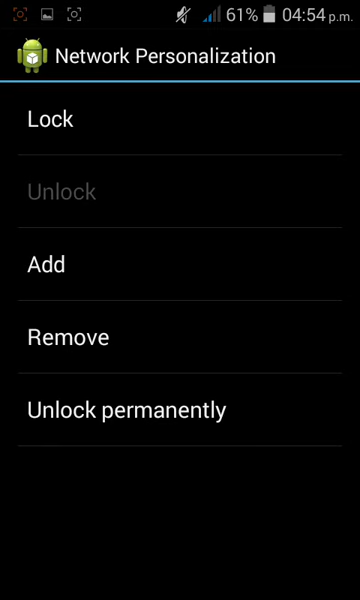 61% 04:54 p.m.
Network Personalization
Lock
Unlock
Add
Remove
Unlock permanently